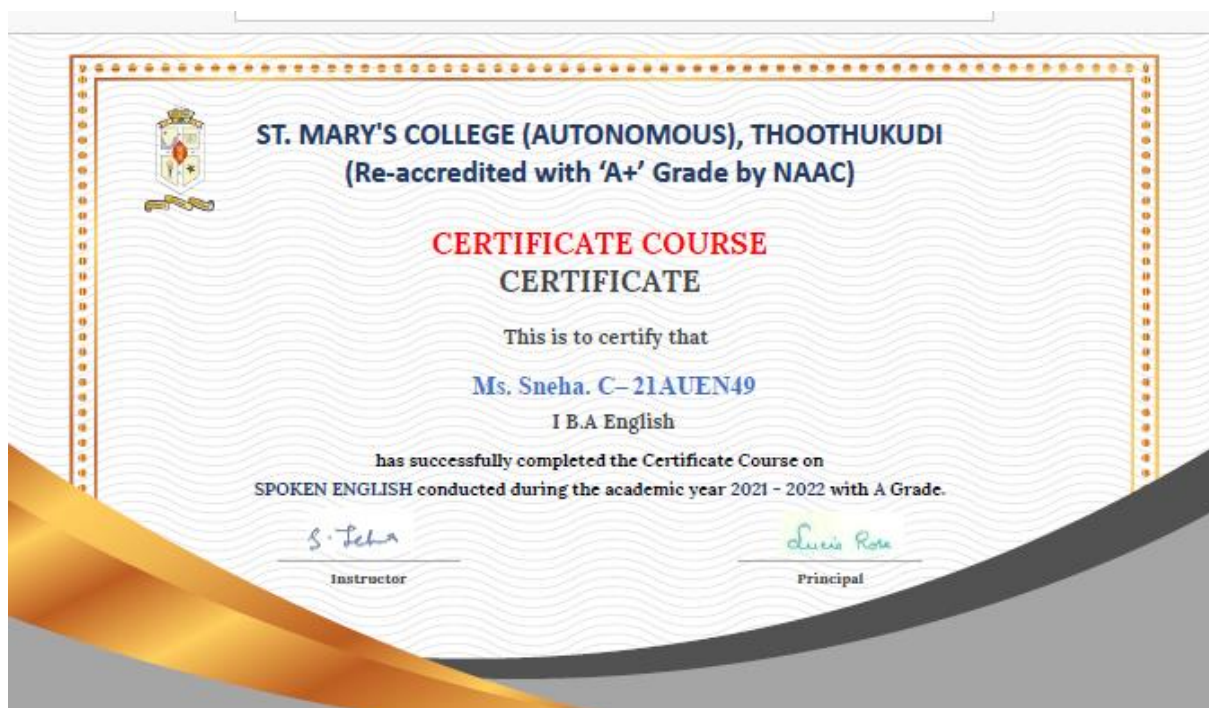 ST. MARY'S COLLEGE (AUTONOMOUS), THOOTHUKUDI
(Re-accredited with ‘A+’ Grade by NAAC)
CERTIFICATE COURSE
CERTIFICATE
This is to certify that
Ms. Sneha. C– 21AUEN49
I B.A English
has successfully completed the Certificate Course on
SPOKEN ENGLISH conducted during the academic year 2021 - 2022 with A Grade.
Lucia Rose
Instructor
Principal